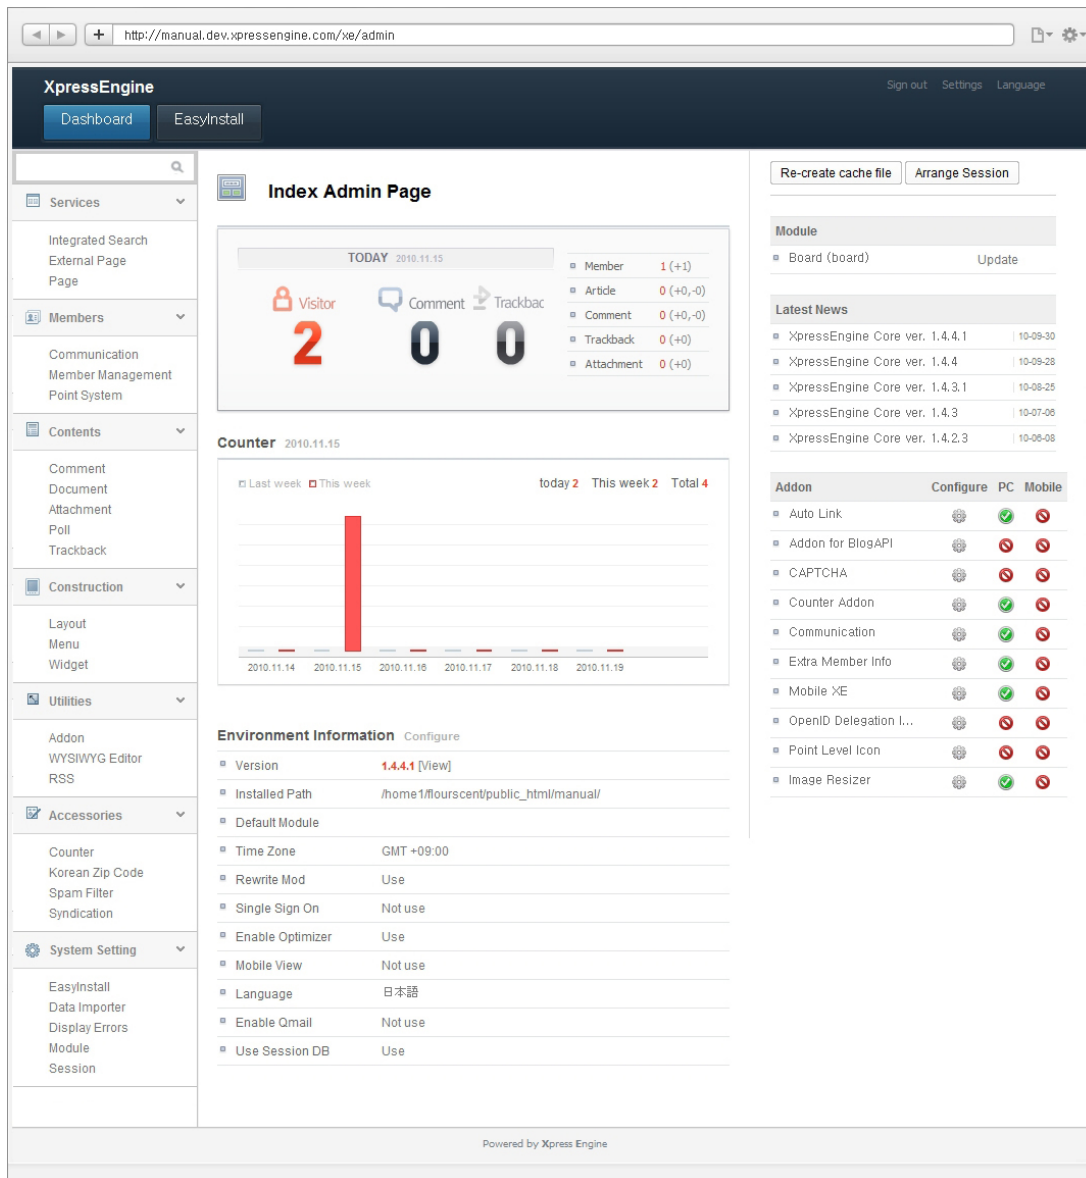 http://manual.dev.xpressengine.com/xe/admin
XpressEngine
Sign out Settings Language
Dashboard EasyInstall
Services
Integrated Search
External Page
Page
Members
Communication
Member Management
Point System
Contents
Comment
Document
Attachment
Poll
Trackback
Construction
Layout
Menu
Widget
Utilities
Addon
WYSIWYG Editor
RSS
Accessories
Counter
Korean Zip Code
Spam Filter
Syndication
System Setting
EasyInstall
Data Importer
Display Errors
Module
Session
Index Admin Page
TODAY 2010.11.15
Visitor Comment Trackbac
2 0 0
Member 1 (+1)
Article 0 (+0,-0)
Comment 0 (+0,-0)
Trackback 0 (+0)
Attachment 0 (+0)
Counter 2010.11.15
Last week This week today 2 This week 2 Total 4
2010.11.14 2010.11.15 2010.11.16 2010.11.17 2010.11.18 2010.11.19
Environment Information Configure
Version 1.4.4.1 [View]
Installed Path /home1/flourscent/public_html/manual/
Default Module
Time Zone GMT +09:00
Rewrite Mod Use
Single Sign On Not use
Enable Optimizer Use
Mobile View Not use
Language 日本語
Enable Qmail Not use
Use Session DB Use
Re-create cache file Arrange Session
Module
Board (board) Update
Latest News
XpressEngine Core ver. 1.4.4.1 10-09-30
XpressEngine Core ver. 1.4.4 10-09-28
XpressEngine Core ver. 1.4.3.1 10-08-25
XpressEngine Core ver. 1.4.3 10-07-06
XpressEngine Core ver. 1.4.2.3 10-06-08
Addon Configure PC Mobile
Auto Link
Addon for BlogAPI
CAPTCHA
Counter Addon
Communication
Extra Member Info
Mobile XE
OpenID Delegation I...
Point Level Icon
Image Resizer
Powered by Xpress Engine